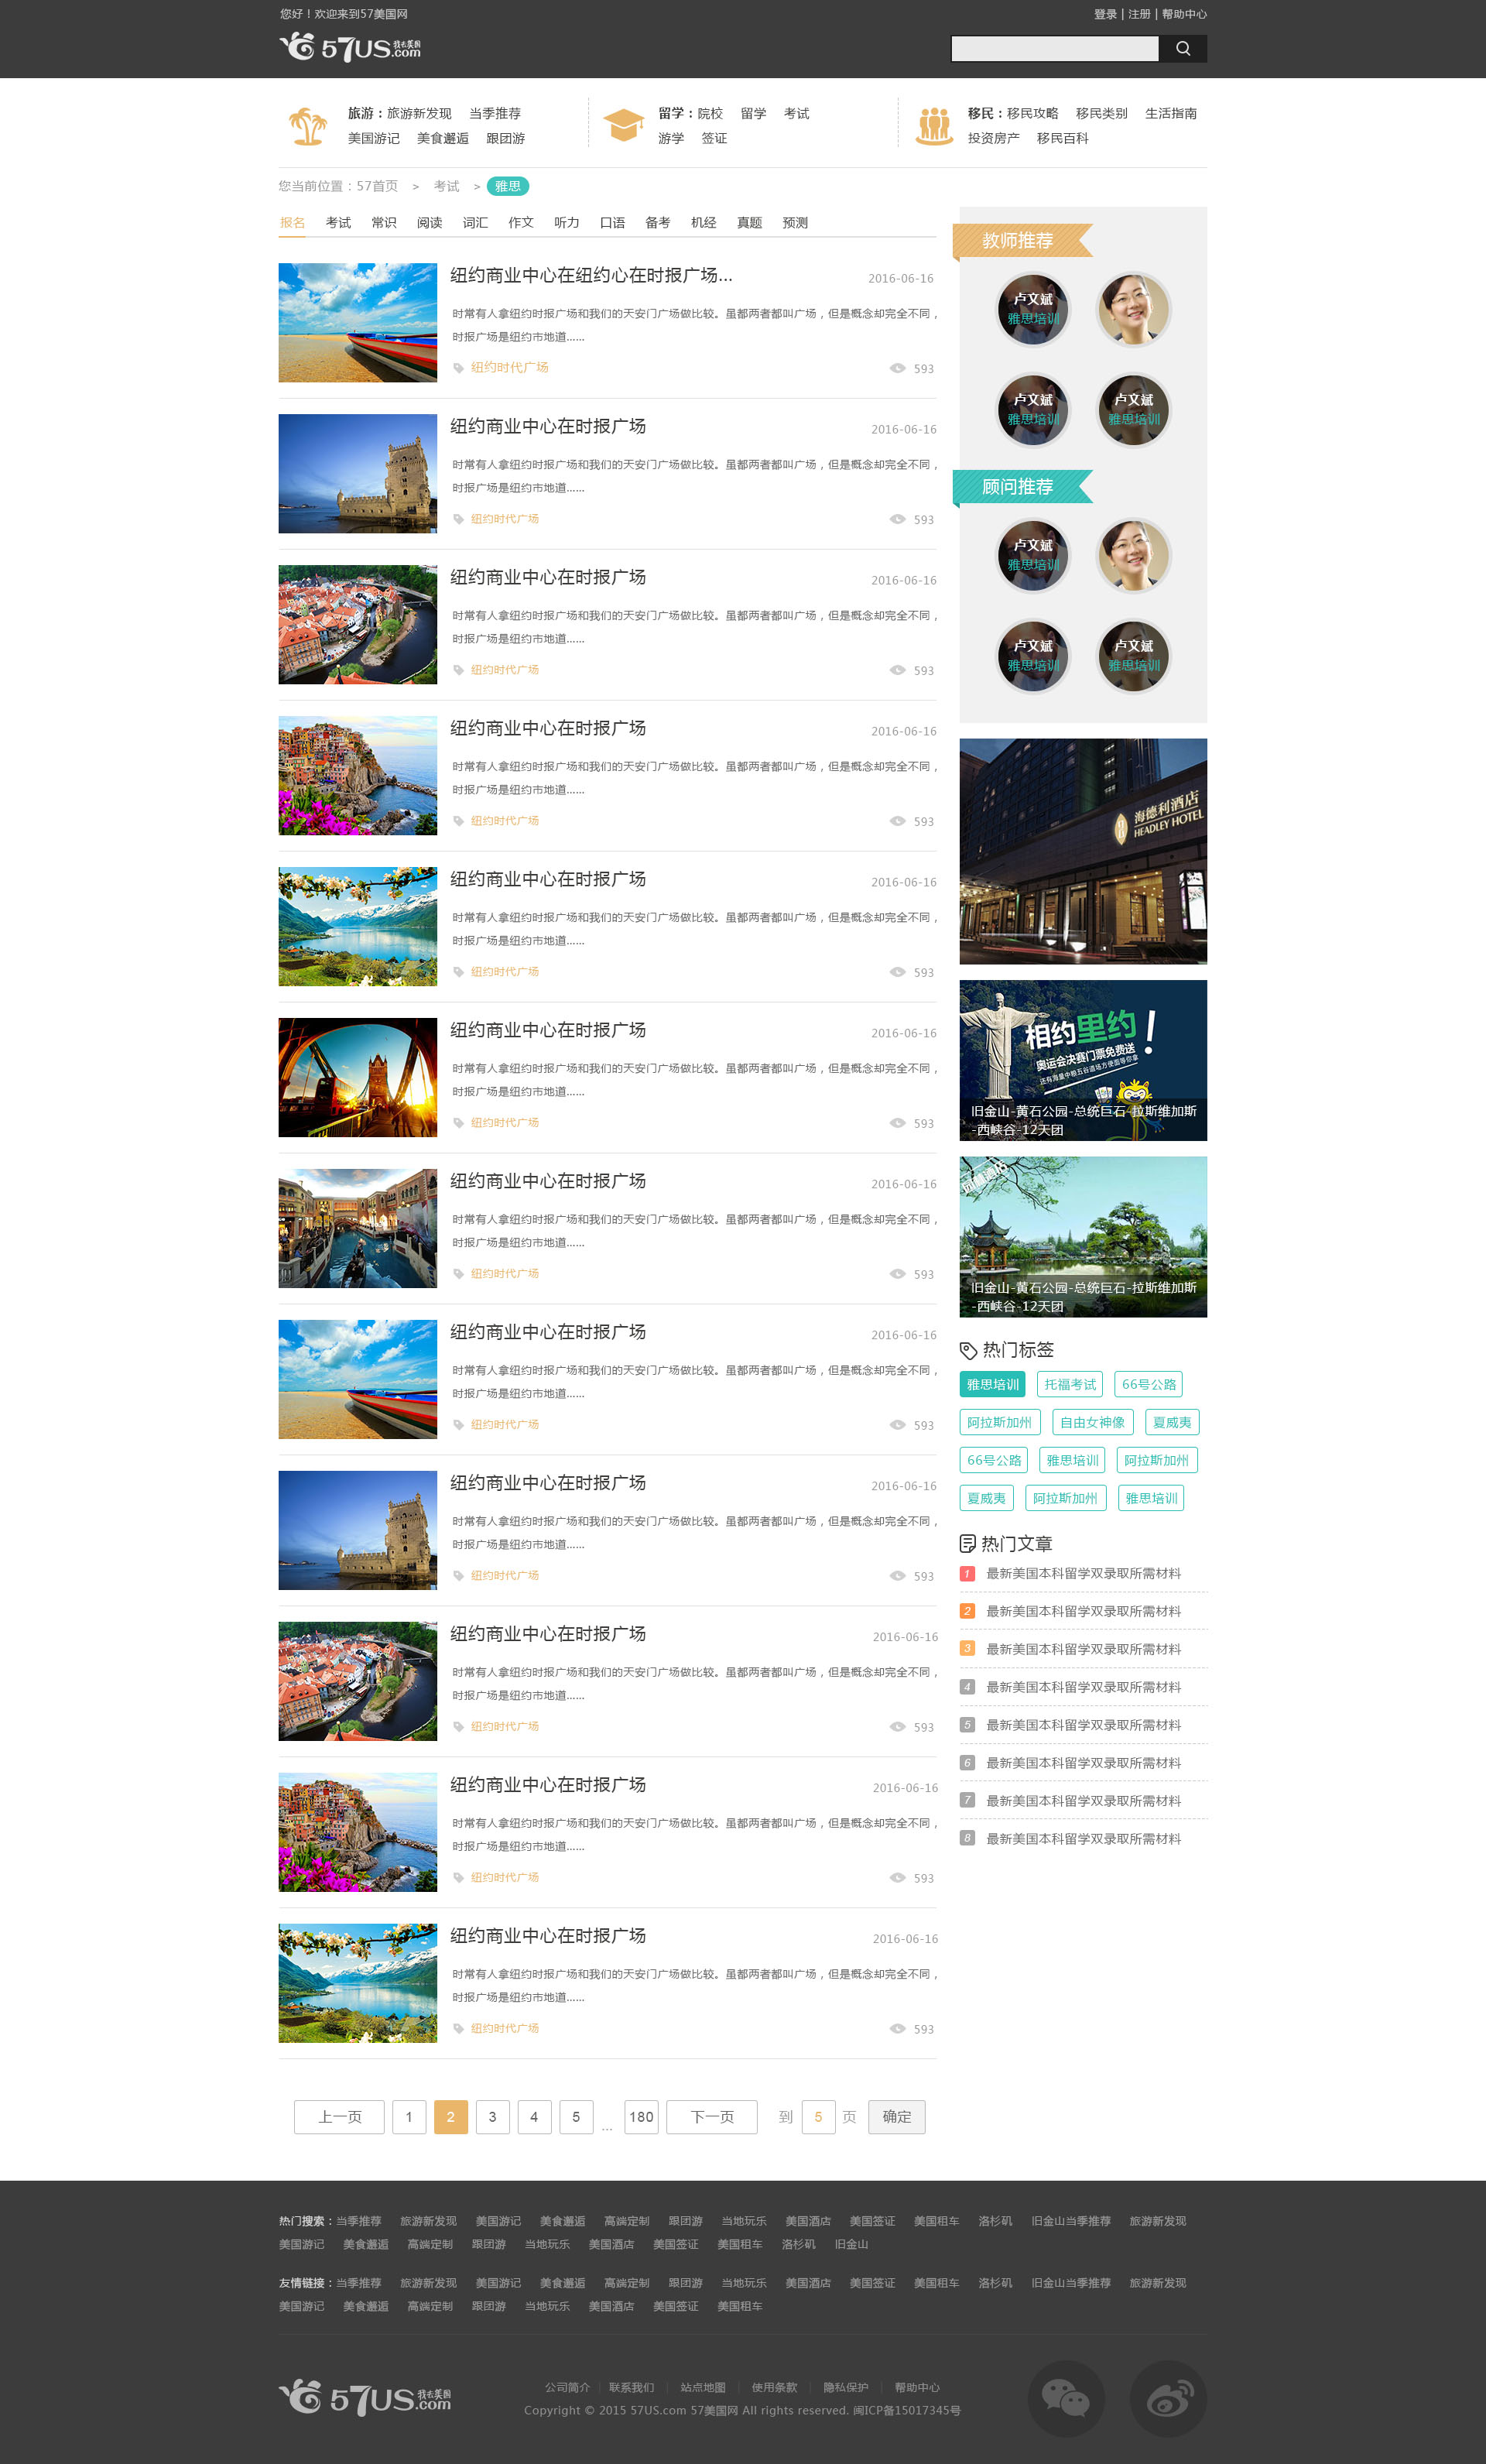 您好！欢迎来到57美国网
登录 | 注册 | 帮助中心
57US我去美国.com
旅游：旅游新发现 当季推荐
美国游记 美食邂逅 跟团游
留学：院校 留学 考试
游学 签证
移民：移民攻略 移民类别 生活指南
投资房产 移民百科
您当前位置：57首页 > 考试 > 雅思
报名 考试 常识 阅读 词汇 作文 听力 口语 备考 机经 真题 预测
纽约商业中心在纽约心在时报广场...
2016-06-16
时常有人拿纽约时报广场和我们的天安门广场做比较。虽都两者都叫广场，但是概念却完全不同，
时报广场是纽约市地道......
纽约时代广场
593
纽约商业中心在时报广场
2016-06-16
时常有人拿纽约时报广场和我们的天安门广场做比较。虽都两者都叫广场，但是概念却完全不同，
时报广场是纽约市地道......
纽约时代广场
593
纽约商业中心在时报广场
2016-06-16
时常有人拿纽约时报广场和我们的天安门广场做比较。虽都两者都叫广场，但是概念却完全不同，
时报广场是纽约市地道......
纽约时代广场
593
纽约商业中心在时报广场
2016-06-16
时常有人拿纽约时报广场和我们的天安门广场做比较。虽都两者都叫广场，但是概念却完全不同，
时报广场是纽约市地道......
纽约时代广场
593
纽约商业中心在时报广场
2016-06-16
时常有人拿纽约时报广场和我们的天安门广场做比较。虽都两者都叫广场，但是概念却完全不同，
时报广场是纽约市地道......
纽约时代广场
593
纽约商业中心在时报广场
2016-06-16
时常有人拿纽约时报广场和我们的天安门广场做比较。虽都两者都叫广场，但是概念却完全不同，
时报广场是纽约市地道......
纽约时代广场
593
纽约商业中心在时报广场
2016-06-16
时常有人拿纽约时报广场和我们的天安门广场做比较。虽都两者都叫广场，但是概念却完全不同，
时报广场是纽约市地道......
纽约时代广场
593
纽约商业中心在时报广场
2016-06-16
时常有人拿纽约时报广场和我们的天安门广场做比较。虽都两者都叫广场，但是概念却完全不同，
时报广场是纽约市地道......
纽约时代广场
593
纽约商业中心在时报广场
2016-06-16
时常有人拿纽约时报广场和我们的天安门广场做比较。虽都两者都叫广场，但是概念却完全不同，
时报广场是纽约市地道......
纽约时代广场
593
纽约商业中心在时报广场
2016-06-16
时常有人拿纽约时报广场和我们的天安门广场做比较。虽都两者都叫广场，但是概念却完全不同，
时报广场是纽约市地道......
纽约时代广场
593
纽约商业中心在时报广场
2016-06-16
时常有人拿纽约时报广场和我们的天安门广场做比较。虽都两者都叫广场，但是概念却完全不同，
时报广场是纽约市地道......
纽约时代广场
593
纽约商业中心在时报广场
2016-06-16
时常有人拿纽约时报广场和我们的天安门广场做比较。虽都两者都叫广场，但是概念却完全不同，
时报广场是纽约市地道......
纽约时代广场
593
上一页 1 2 3 4 5 ... 180 下一页 到 5 页 确定
教师推荐
卢文斌
雅思培训
卢文斌 卢文斌
雅思培训 雅思培训
顾问推荐
卢文斌
雅思培训
卢文斌 卢文斌
雅思培训 雅思培训
海德利酒店
HEADLEY HOTEL
相约里约！
奥运会决赛门票免费送
旧金山-黄石公园-总统巨石-拉斯维加斯
-西峡谷-12天团
旧金山-黄石公园-总统巨石-拉斯维加斯
-西峡谷-12天团
热门标签
雅思培训 托福考试 66号公路
阿拉斯加州 自由女神像 夏威夷
66号公路 雅思培训 阿拉斯加州
夏威夷 阿拉斯加州 雅思培训
热门文章
1 最新美国本科留学双录取所需材料
2 最新美国本科留学双录取所需材料
3 最新美国本科留学双录取所需材料
4 最新美国本科留学双录取所需材料
5 最新美国本科留学双录取所需材料
6 最新美国本科留学双录取所需材料
7 最新美国本科留学双录取所需材料
8 最新美国本科留学双录取所需材料
热门搜索：当季推荐 旅游新发现 美国游记 美食邂逅 高端定制 跟团游 当地玩乐 美国酒店 美国签证 美国租车 洛杉矶 旧金山当季推荐 旅游新发现
美国游记 美食邂逅 高端定制 跟团游 当地玩乐 美国酒店 美国签证 美国租车 洛杉矶 旧金山
友情链接：当季推荐 旅游新发现 美国游记 美食邂逅 高端定制 跟团游 当地玩乐 美国酒店 美国签证 美国租车 洛杉矶 旧金山当季推荐 旅游新发现
美国游记 美食邂逅 高端定制 跟团游 当地玩乐 美国酒店 美国签证 美国租车
57US我去美国.com
公司简介 | 联系我们 | 站点地图 | 使用条款 | 隐私保护 | 帮助中心
Copyright © 2015 57US.com 57美国网 All rights reserved. 闽ICP备15017345号